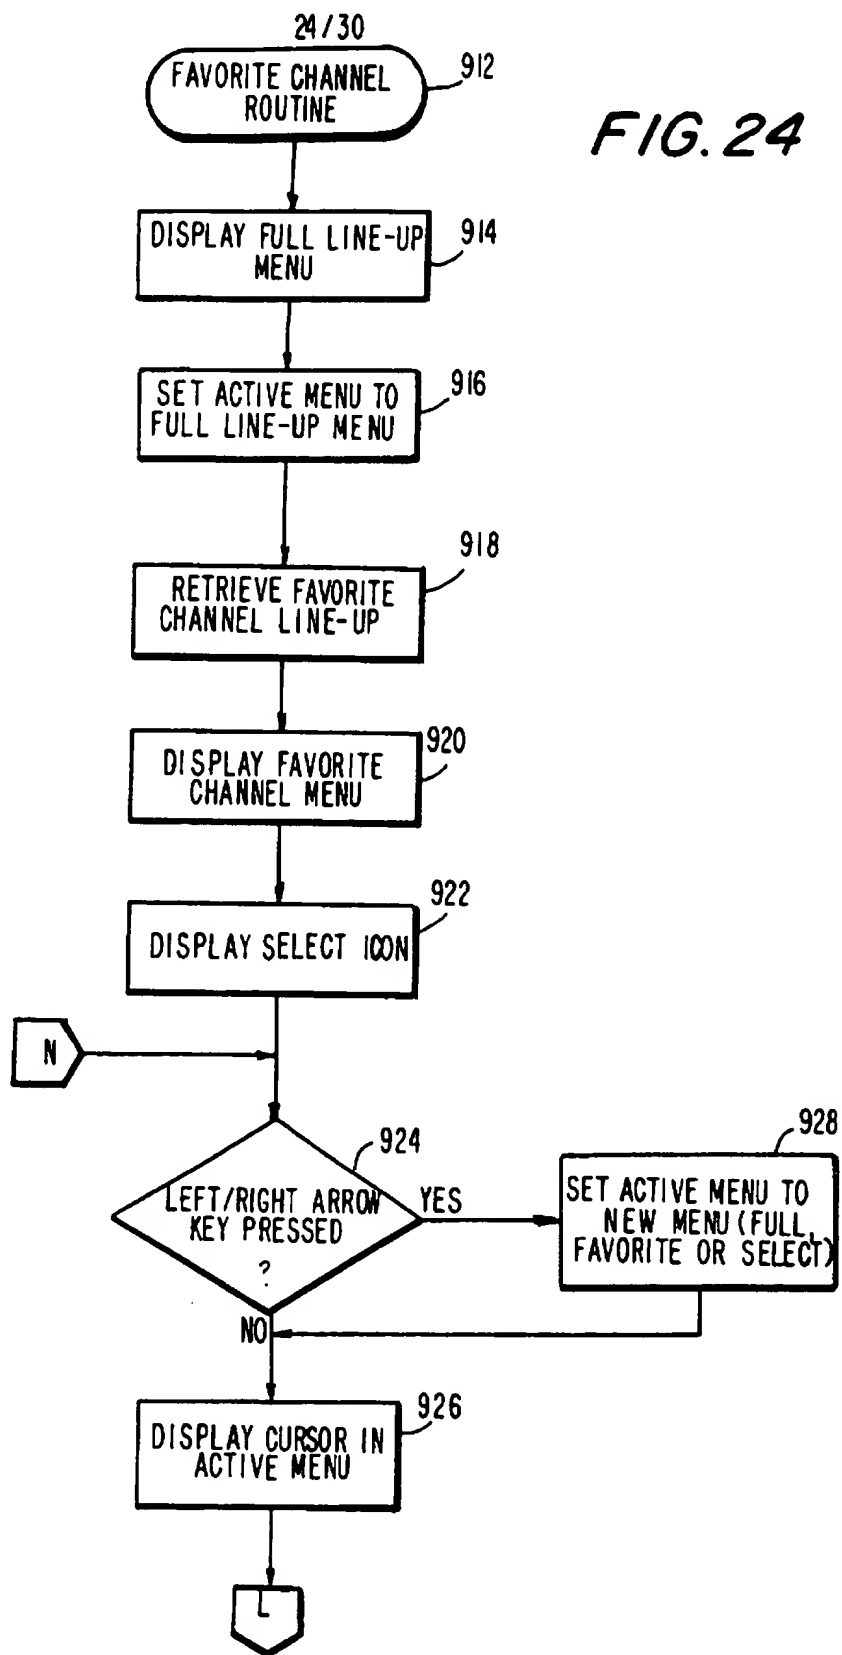 24/30
FAVORITE CHANNEL
ROUTINE
912
FIG. 24
DISPLAY FULL LINE-UP
MENU
914
SET ACTIVE MENU TO
FULL LINE-UP MENU
916
RETRIEVE FAVORITE
CHANNEL LINE-UP
918
DISPLAY FAVORITE
CHANNEL MENU
920
DISPLAY SELECT ICON
922
N
LEFT/RIGHT ARROW
KEY PRESSED
?
924
YES
SET ACTIVE MENU TO
NEW MENU (FULL,
FAVORITE OR SELECT)
928
NO
DISPLAY CURSOR IN
ACTIVE MENU
926
L